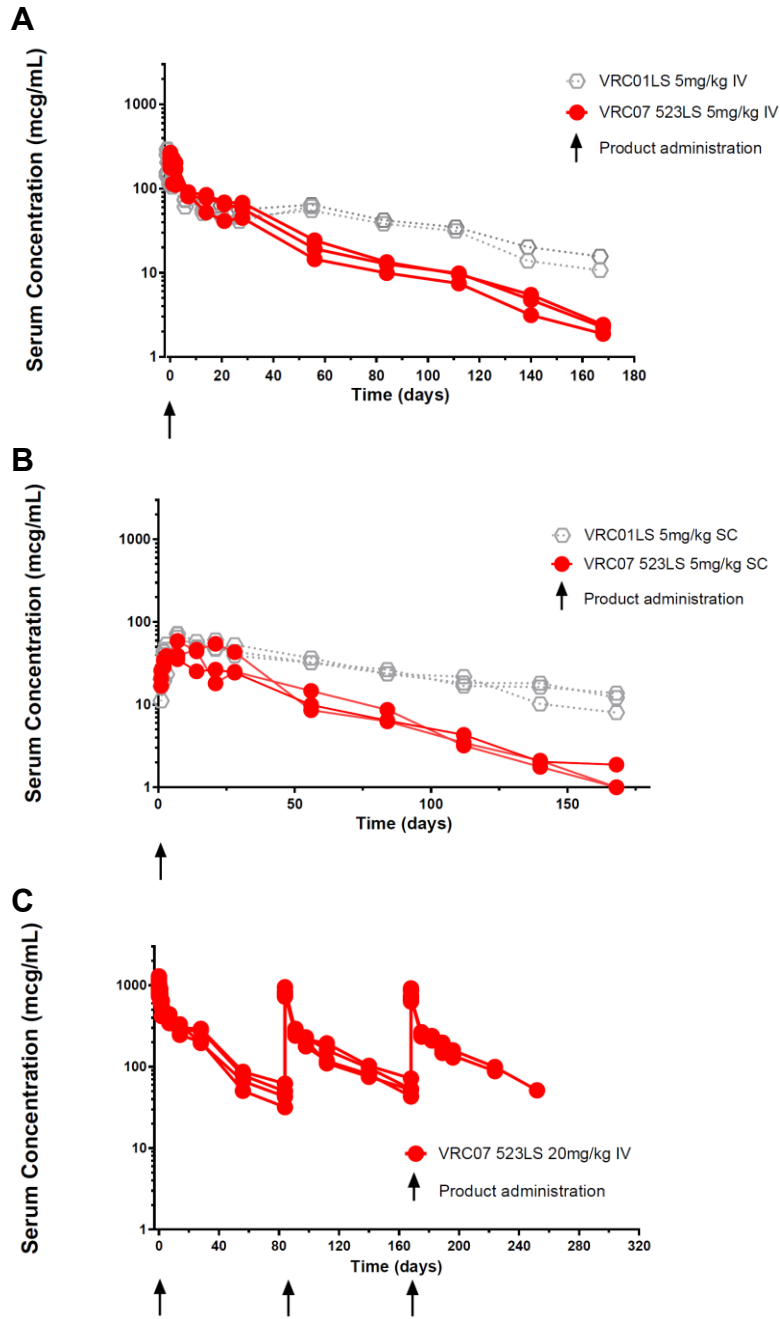 A
Serum Concentration (mcg/mL)
1000
100
10
1
VRC01LS 5mg/kg IV
VRC07 523LS 5mg/kg IV
Product administration
0 20 40 60 80 100 120 140 160 180
Time (days)
B
Serum Concentration (mcg/mL)
1000
100
10
1
VRC01LS 5mg/kg SC
VRC07 523LS 5mg/kg SC
Product administration
0 50 100 150
Time (days)
C
Serum Concentration (mcg/mL)
1000
100
10
1
VRC07 523LS 20mg/kg IV
Product administration
0 40 80 120 160 200 240 280 320
Time (days)